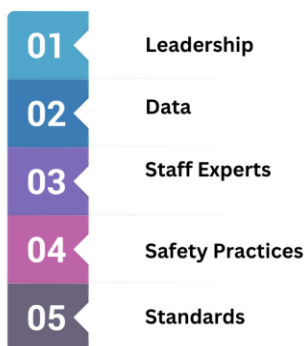 01 Leadership
02 Data
03 Staff Experts
04 Safety Practices
05 Standards